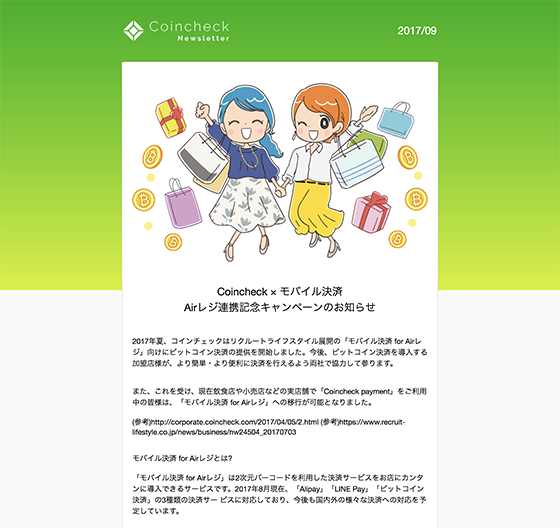 Coincheck
Newsletter
2017/09
Coincheck × モバイル決済
Airレジ連携記念キャンペーンのお知らせ
2017年夏、コインチェックはリクルートライフスタイル展開の「モバイル決済 for Airレ
ジ」向けにビットコイン決済の提供を開始しました。今後、ビットコイン決済を導入する
加盟店様が、より簡単・より便利に決済を行えるよう両社で協力して参ります。
また、これを受け、現在飲食店や小売店などの実店舗で「Coincheck payment」をご利用
中の皆様は、「モバイル決済 for Airレジ」への移行が可能となりました。
(参考)http://corporate.coincheck.com/2017/04/05/2.html (参考)https://www.recruit-
lifestyle.co.jp/news/business/nw24504_20170703
モバイル決済 for Airレジとは?
「モバイル決済 for Airレジ」は2次元バーコードを利用した決済サービスをお店にカンタ
ンに導入できるサービスです。2017年8月現在、「Alipay」「LINE Pay」「ビットコイン
決済」の3種類の決済サー ビスに対応しており、今後も国内外の様々な決済への対応を予
定しています。